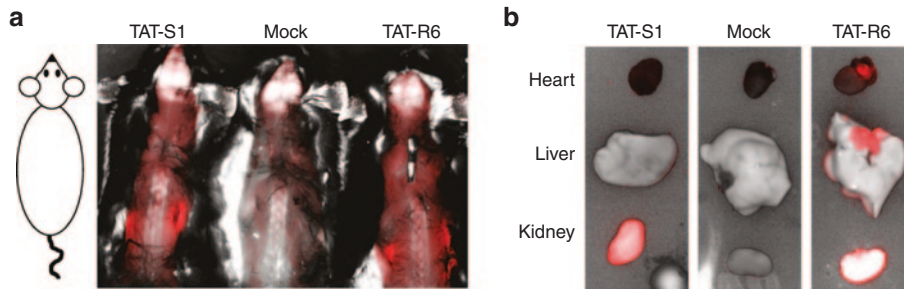 a
TAT-S1 Mock TAT-R6
b
TAT-S1 Mock TAT-R6
Heart
Liver
Kidney